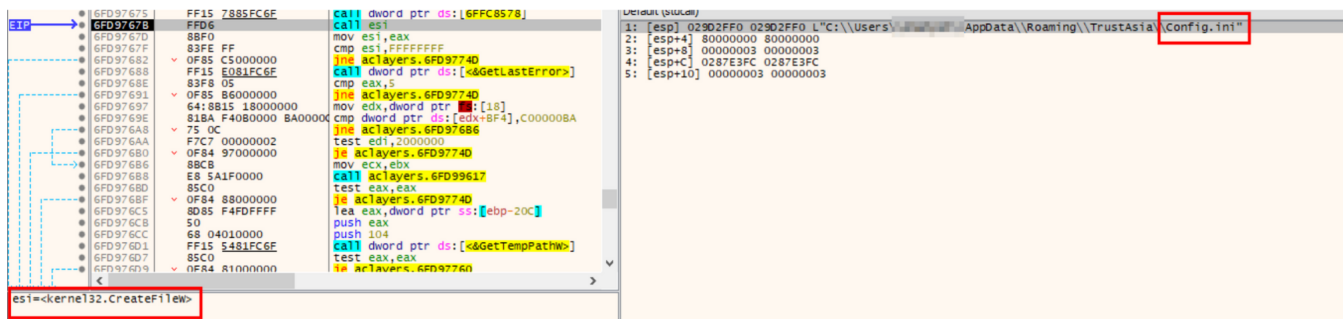 6FD97675 FF15 7885FC6F call dword ptr ds:[6FFC8578]
EIP 6FD9767B FFD6 call esi
6FD9767D 8BF0 mov esi,eax
6FD9767F 83FE FF cmp esi,FFFFFFFF
6FD97682 0F85 C5000000 jne aclayers.6FD9774D
6FD97688 FF15 E081FC6F call dword ptr ds:[<&GetLastError>]
6FD9768E 83F8 05 cmp eax,5
6FD97691 0F85 B6000000 jne aclayers.6FD9774D
6FD97697 64:8B15 18000000 mov edx,dword ptr fs:[18]
6FD9769E 81BA F40B0000 BA0000C cmp dword ptr ds:[edx+BF4],C00000BA
6FD976A8 75 0C jne aclayers.6FD976B6
6FD976AA F7C7 00000002 test edi,2000000
6FD976B0 0F84 97000000 je aclayers.6FD9774D
6FD976B6 8BCB mov ecx,ebx
6FD976B8 E8 5A1F0000 call aclayers.6FD99617
6FD976BD 85C0 test eax,eax
6FD976BF 0F84 88000000 je aclayers.6FD9774D
6FD976C5 8D85 F4FDFFFF lea eax,dword ptr ss:[ebp-20C]
6FD976CB 50 push eax
6FD976CC 68 04010000 push 104
6FD976D1 FF15 5481FC6F call dword ptr ds:[<&GetTempPathW>]
6FD976D7 85C0 test eax,eax
6FD976D9 0F84 81000000 je aclayers.6FD97760
esi=<kernel32.CreateFileW>
Default (stdcall)
1: [esp] 029D2FF0 029D2FF0 L"C:\\Users\ AppData\\Roaming\\TrustAsia\\Config.ini"
2: [esp+4] 80000000 80000000
3: [esp+8] 00000003 00000003
4: [esp+C] 0287E3FC 0287E3FC
5: [esp+10] 00000003 00000003